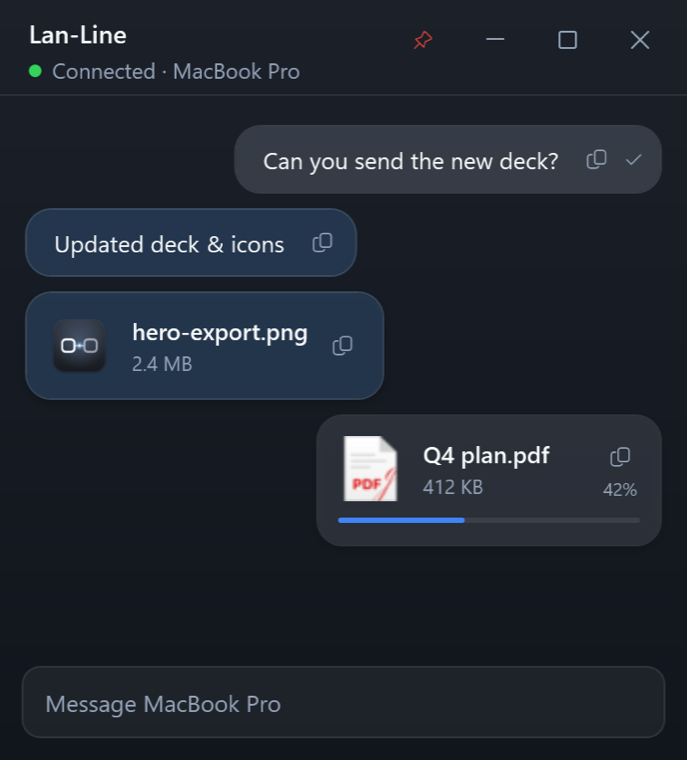 Lan-Line
Connected · MacBook Pro
Can you send the new deck?
Updated deck & icons
hero-export.png
2.4 MB
Q4 plan.pdf
PDF
412 KB
42%
Message MacBook Pro